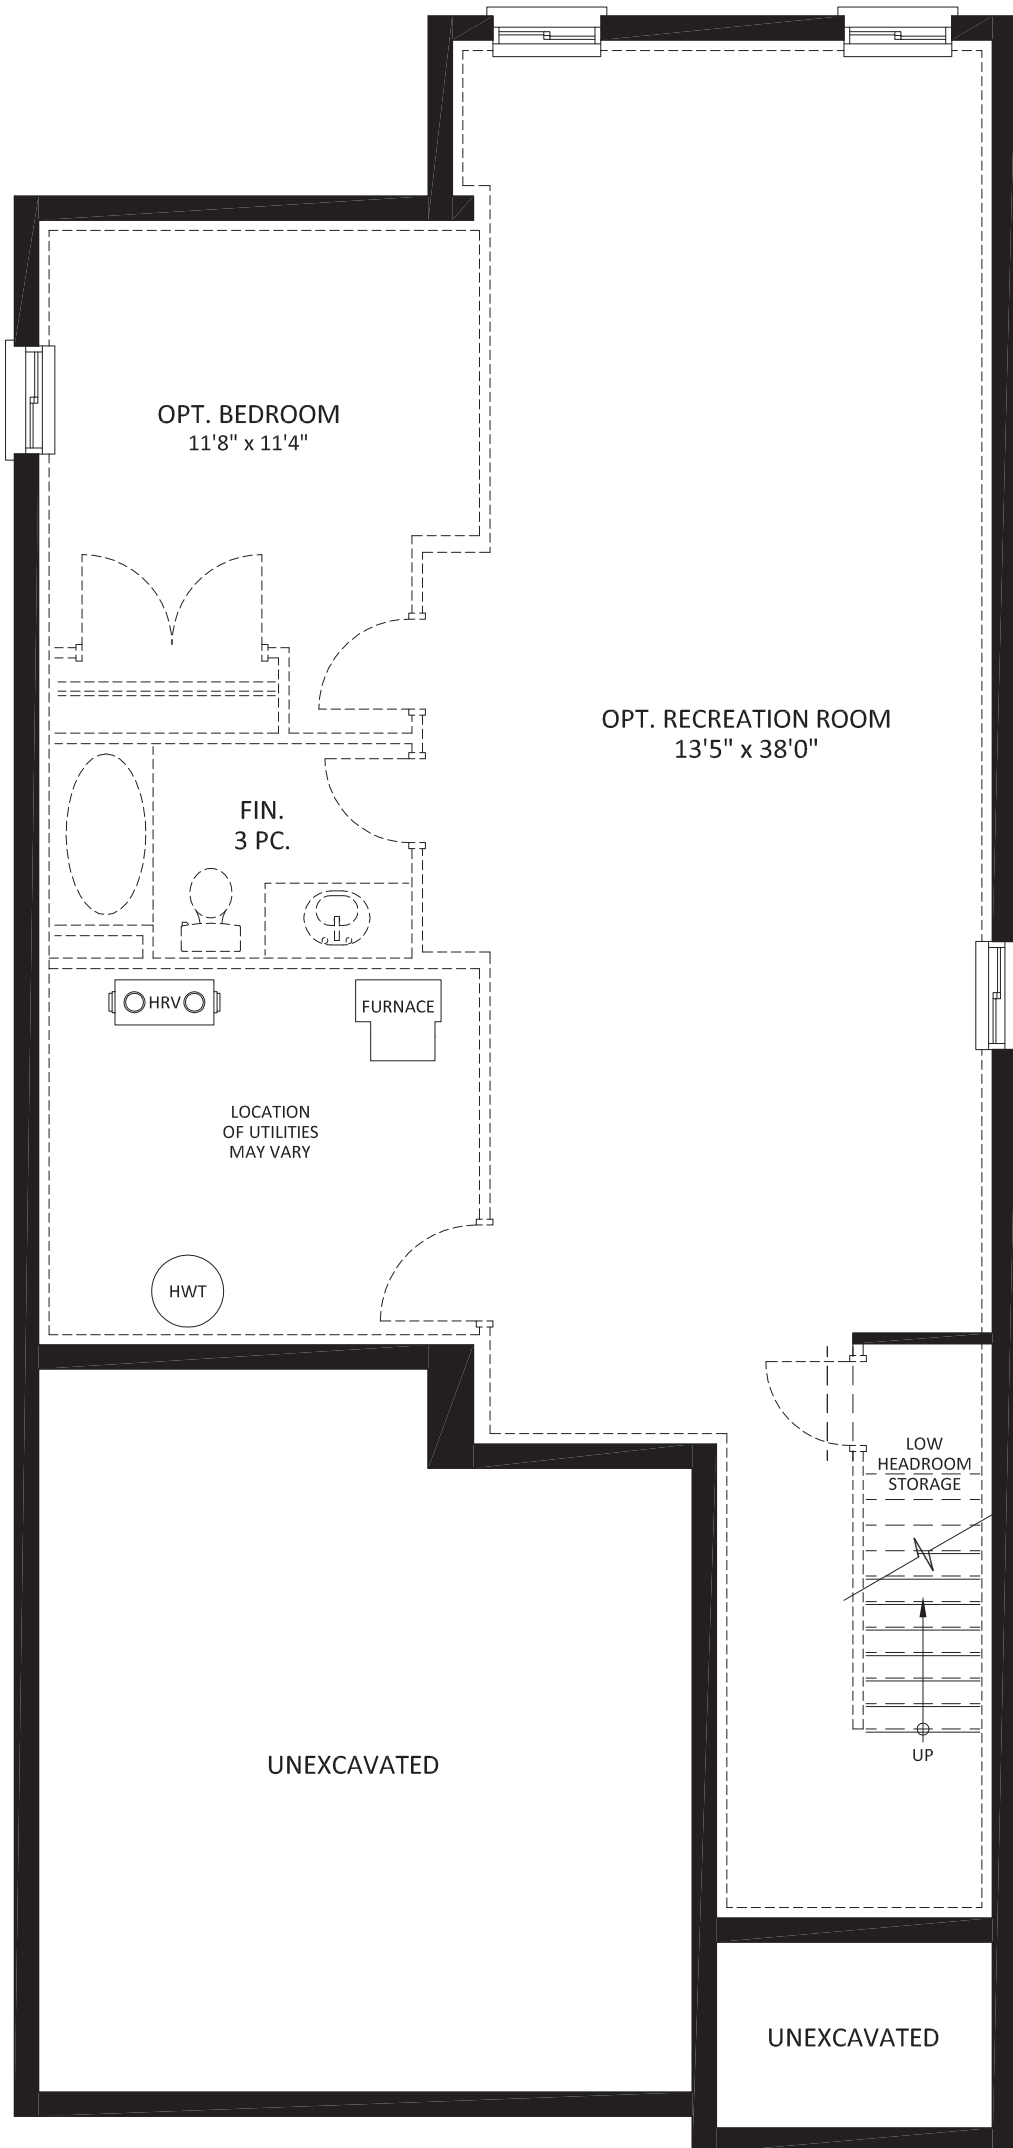 OPT. BEDROOM
11'8" x 11'4"
OPT. RECREATION ROOM
13'5" x 38'0"
FIN.
3 PC.
HRV
FURNACE
LOCATION
OF UTILITIES
MAY VARY
HWT
LOW
HEADROOM
STORAGE
UP
UNEXCAVATED
UNEXCAVATED